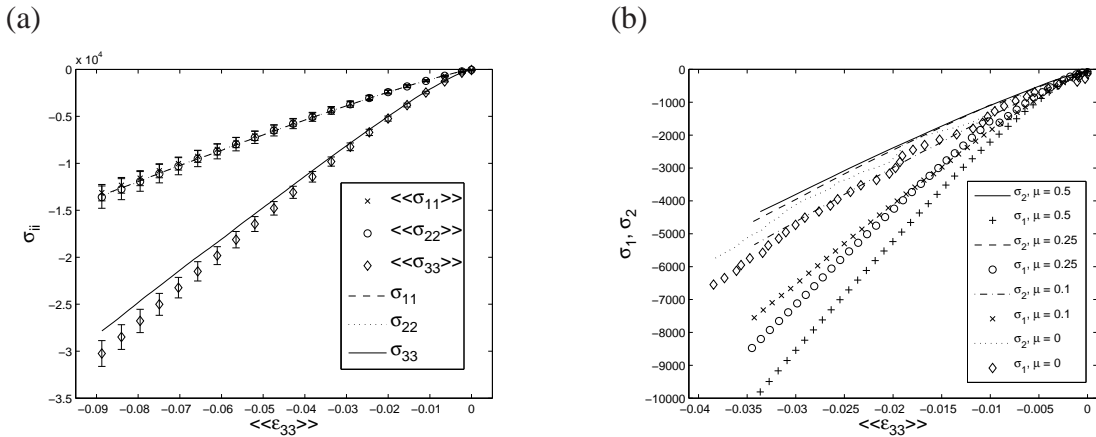 (a)
x 10⁴
0
−0.5
−1
−1.5
−2
−2.5
−3
−3.5
−0.09 −0.08 −0.07 −0.06 −0.05 −0.04 −0.03 −0.02 −0.01 0
σii
<<ε33>>
<<σ11>>
<<σ22>>
<<σ33>>
σ11
σ22
σ33
(b)
0
−1000
−2000
−3000
−4000
−5000
−6000
−7000
−8000
−9000
−10000
−0.04 −0.035 −0.03 −0.025 −0.02 −0.015 −0.01 −0.005 0
σ1, σ2
<<ε33>>
σ2, μ = 0.5
σ1, μ = 0.5
σ2, μ = 0.25
σ1, μ = 0.25
σ2, μ = 0.1
σ1, μ = 0.1
σ2, μ = 0
σ1, μ = 0